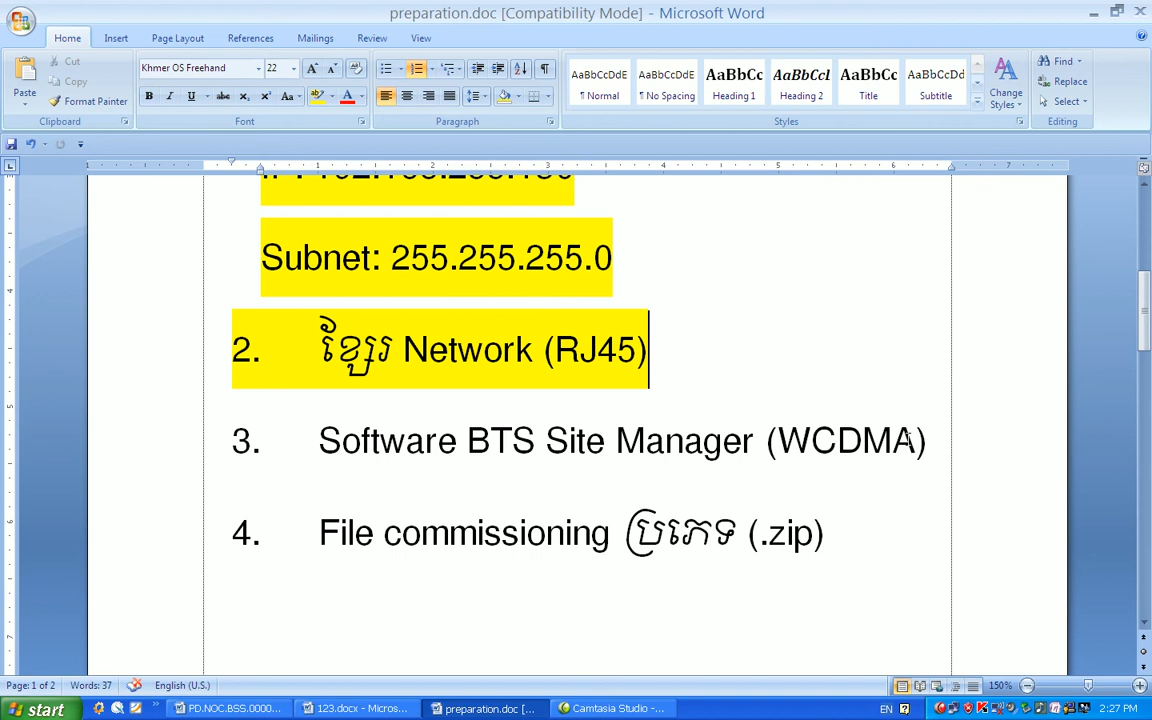 preparation.doc [Compatibility Mode] - Microsoft Word
Home Insert Page Layout References Mailings Review View
Cut
Copy
Format Painter
Paste
Clipboard
Khmer OS Freehand 22
Font
Paragraph
AaBbCcDdE AaBbCcDdE AaBbCc AaBbCcI AaBbCc AaBbCcDd
¶ Normal ¶ No Spacing Heading 1 Heading 2 Title Subtitle
Change Styles
Styles
Find
Replace
Select
Editing
Subnet: 255.255.255.0
2. ខ្សែរ Network (RJ45)
3. Software BTS Site Manager (WCDMA)
4. File commissioning ប្រភេទ (.zip)
Page: 1 of 2 Words: 37 English (U.S.) 150%
start PD.NOC.BSS.0000... 123.docx - Micros... preparation.doc [... Camtasia Studio - ... EN 2:27 PM